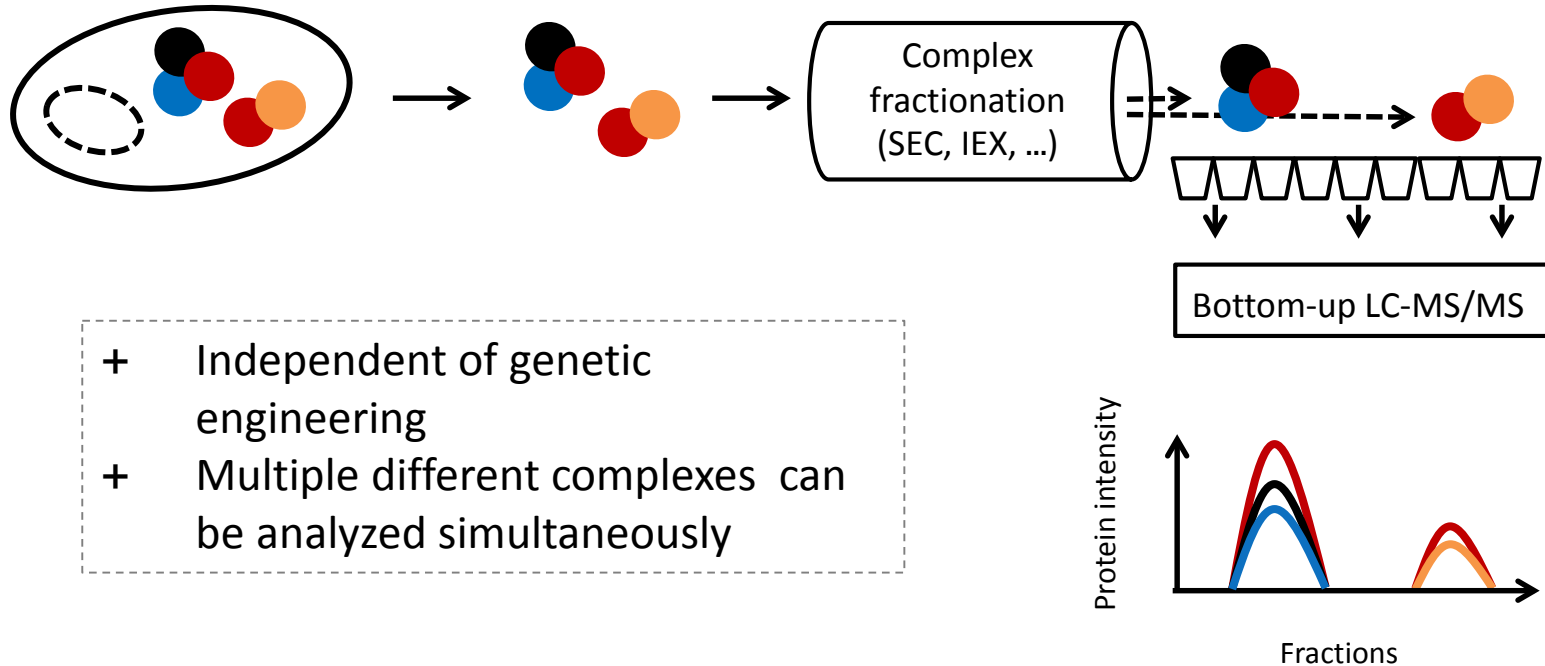 Complex
fractionation
(SEC, IEX, ...)
Bottom-up LC-MS/MS
+ Independent of genetic
engineering
+ Multiple different complexes can
be analyzed simultaneously
Protein intensity
Fractions